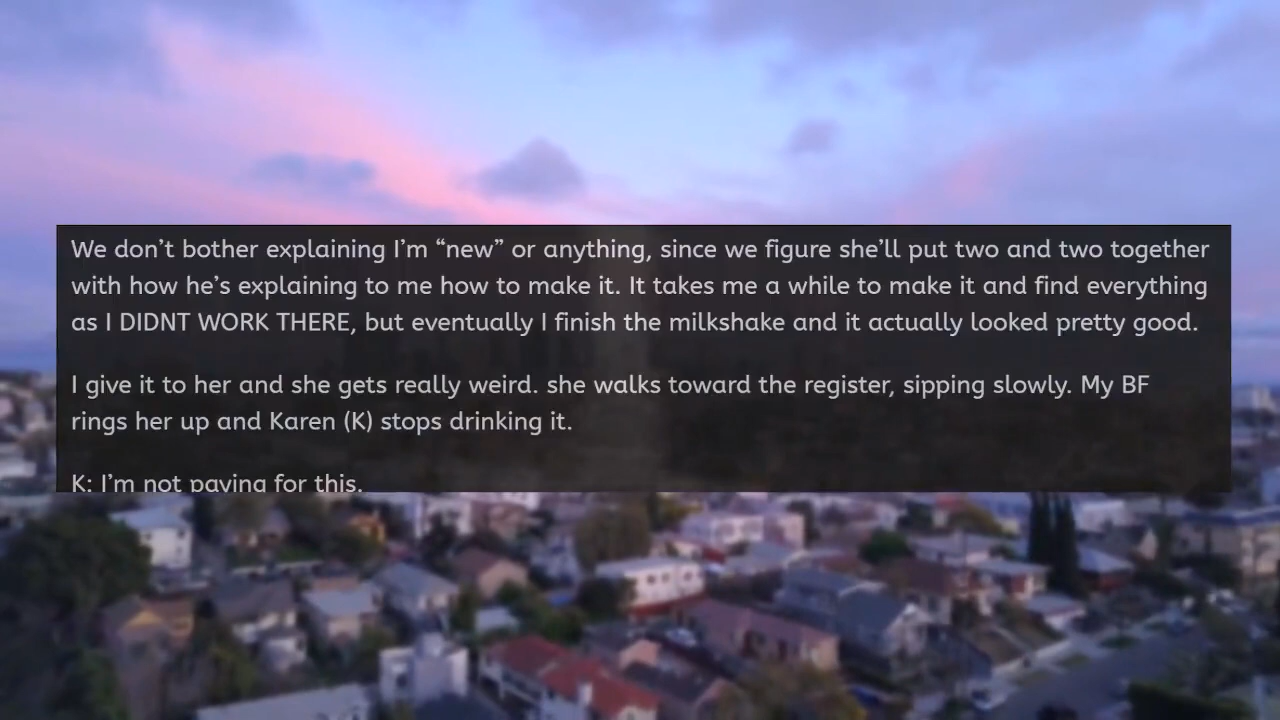 We don’t bother explaining I’m “new” or anything, since we figure she’ll put two and two together
with how he’s explaining to me how to make it. It takes me a while to make it and find everything
as I DIDNT WORK THERE, but eventually I finish the milkshake and it actually looked pretty good.
I give it to her and she gets really weird. she walks toward the register, sipping slowly. My BF
rings her up and Karen (K) stops drinking it.
K: I’m not paying for this.